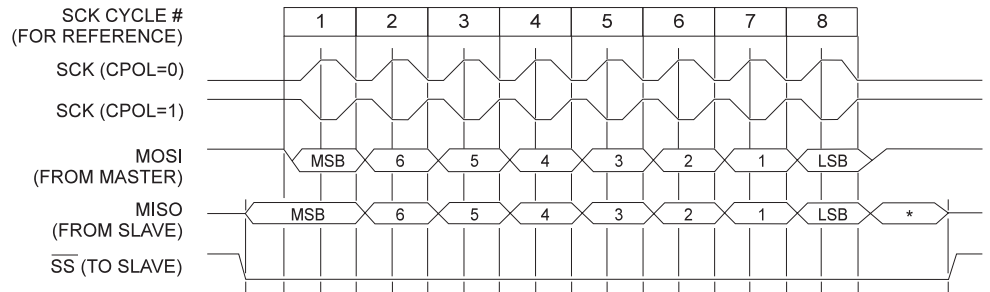 SCK CYCLE # 1 2 3 4 5 6 7 8
(FOR REFERENCE)
SCK (CPOL=0)
SCK (CPOL=1)
MOSI MSB 6 5 4 3 2 1 LSB
(FROM MASTER)
MISO MSB 6 5 4 3 2 1 LSB *
(FROM SLAVE)
SS (TO SLAVE)